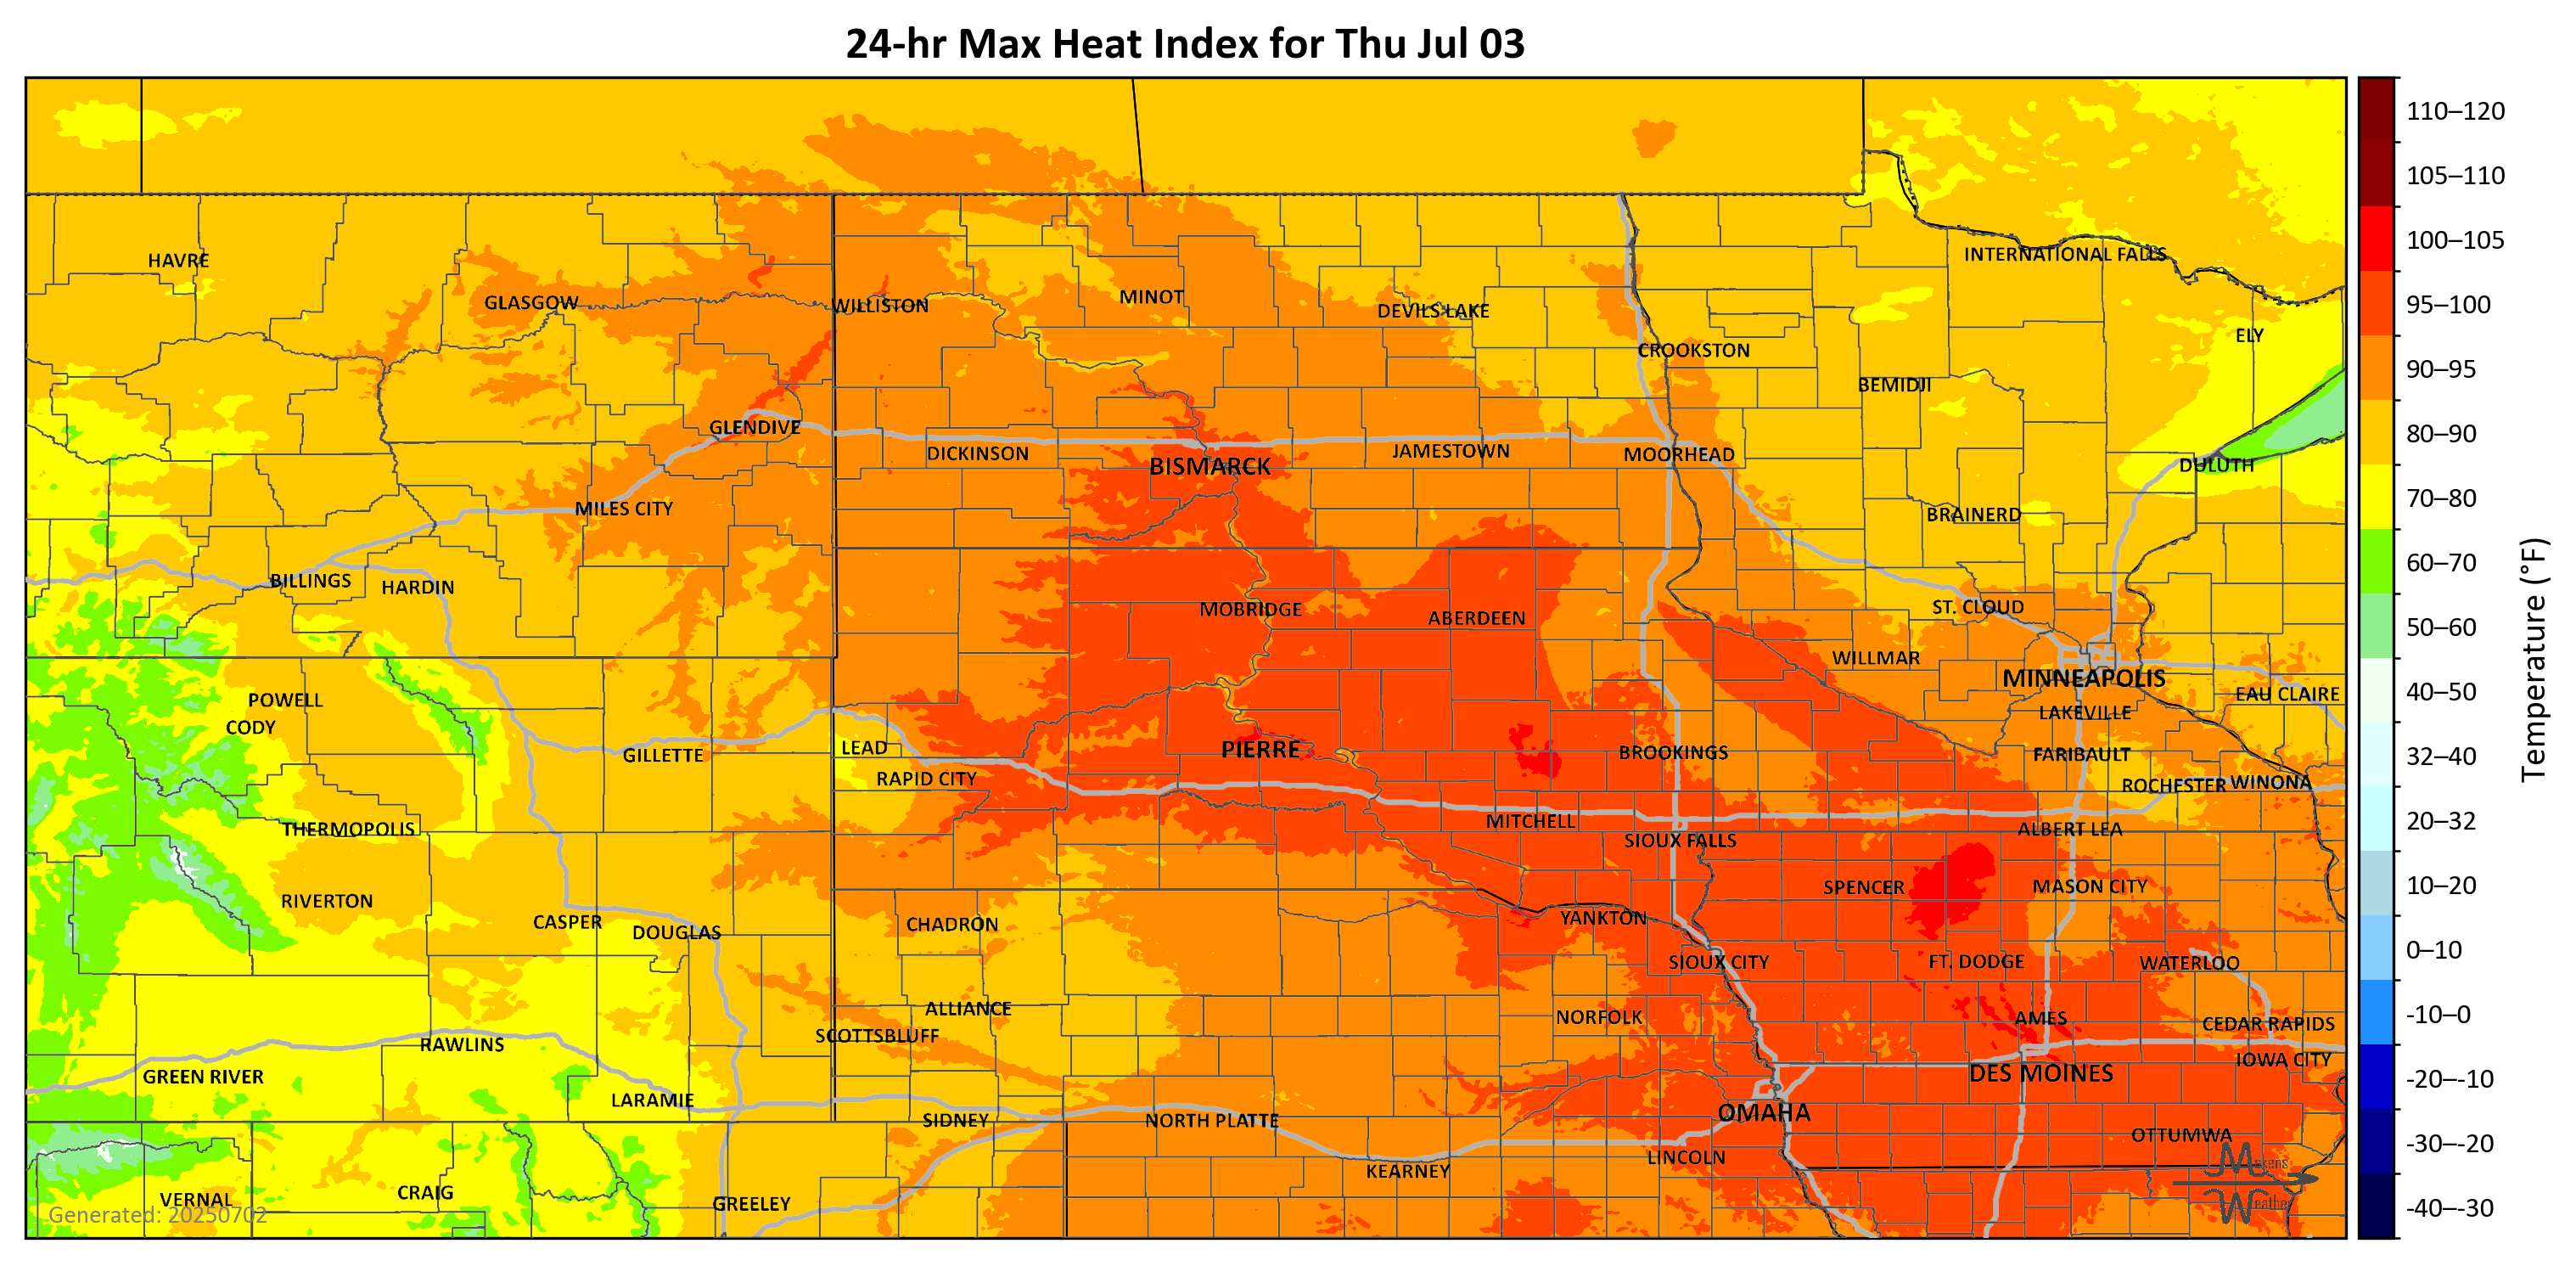 24-hr Max Heat Index for Thu Jul 03
HAVRE
INTERNATIONAL FALLS
GLASGOW
WILLISTON
MINOT
DEVILS LAKE
ELY
CROOKSTON
BEMIDJI
GLENDIVE
DICKINSON
BISMARCK
JAMESTOWN
MOORHEAD
DULUTH
MILES CITY
BRAINERD
BILLINGS
HARDIN
MOBRIDGE
ABERDEEN
ST. CLOUD
WILLMAR
MINNEAPOLIS
EAU CLAIRE
POWELL
CODY
LAKEVILLE
GILLETTE
LEAD
PIERRE
BROOKINGS
FARIBAULT
RAPID CITY
ROCHESTER
WINONA
THERMOPOLIS
MITCHELL
SIOUX FALLS
ALBERT LEA
RIVERTON
SPENCER
MASON CITY
CASPER
DOUGLAS
CHADRON
YANKTON
SIOUX CITY
FT. DODGE
WATERLOO
ALLIANCE
NORFOLK
AMES
CEDAR RAPIDS
SCOTTSBLUFF
RAWLINS
IOWA CITY
GREEN RIVER
DES MOINES
LARAMIE
SIDNEY
NORTH PLATTE
OMAHA
OTTUMWA
LINCOLN
KEARNEY
VERNAL
CRAIG
GREELEY
Generated: 20250702
110–120
105–110
100–105
95–100
90–95
80–90
70–80
60–70
50–60
40–50
32–40
20–32
10–20
0–10
-10–0
-20–-10
-30–-20
-40–-30
Temperature (°F)